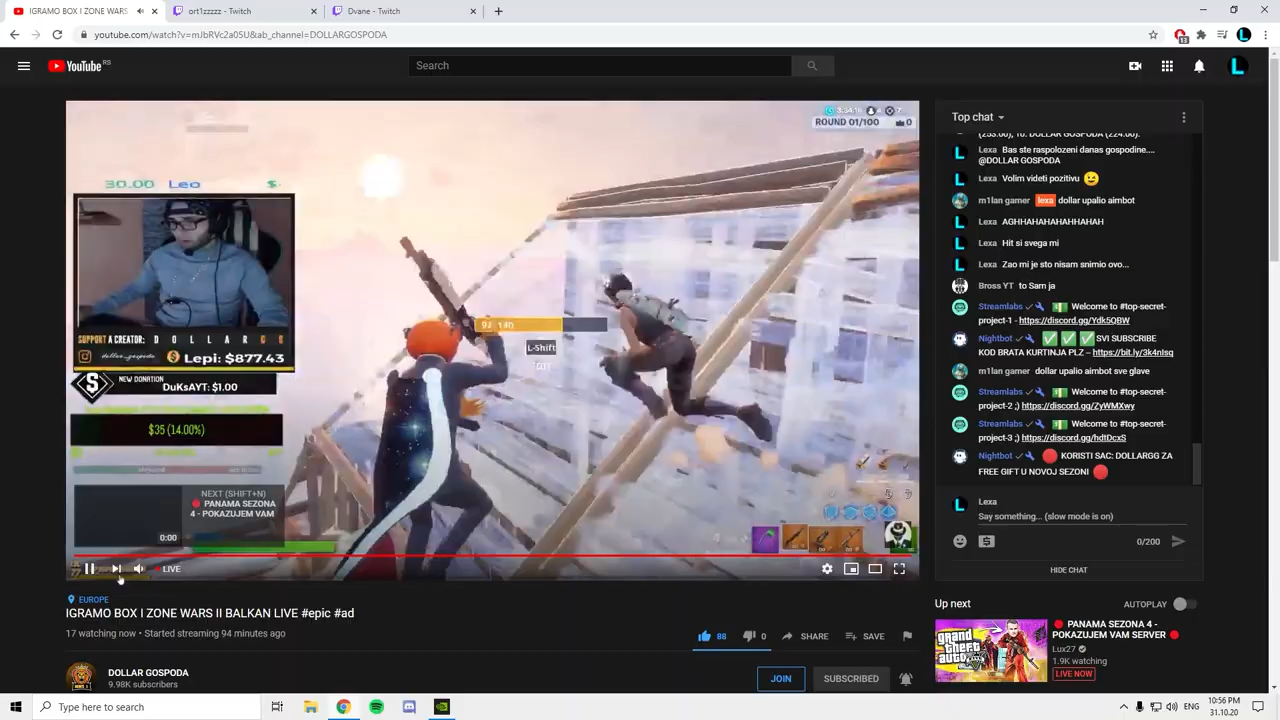 IGRAMO BOX I ZONE WARS
ort1zzzzz - Twitch
Dvane - Twitch
youtube.com/watch?v=mJbRVc2a05U&ab_channel=DOLLARGOSPODA
13
L
YouTube RS
Search
L
ROUND 01/100
0
30.00 Leo $
SUPPORT A CREATOR: DOLLARGG
dollar_gospoda
Lepi: $877.43
NEW DONATION
DuKsAYT: $1.00
$35 (14.00%)
L-Shift
NEXT (SHIFT+N)
PANAMA SEZONA
4 - POKAZUJEM VAM
0:00
LIVE
EUROPE
IGRAMO BOX I ZONE WARS II BALKAN LIVE #epic #ad
17 watching now • Started streaming 94 minutes ago
88
0
SHARE
SAVE
DOLLAR GOSPODA
9.98K subscribers
JOIN
SUBSCRIBED
Top chat
(253.00), 10. DOLLAR GOSPODA (224.00).
Lexa Bas ste raspolozeni danas gospodine....
@DOLLAR GOSPODA
Lexa Volim videti pozitivu
m1lan gamer lexa dollar upalio aimbot
Lexa AGHHAHAHAHAHHAHAH
Lexa Hit si svega mi
Lexa Zao mi je sto nisam snimio ovo...
Bross YT to Sam ja
Streamlabs Welcome to #top-secret-
project-1 - https://discord.gg/Ydk5QBW
Nightbot SVI SUBSCRIBE
KOD BRATA KURTINJA PLZ – https://bit.ly/3k4nIsq
m1lan gamer dollar upalio aimbot sve glave
Streamlabs Welcome to #top-secret-
project-2 ;) https://discord.gg/ZyWMXwy
Streamlabs Welcome to #top-secret-
project-3 ;) https://discord.gg/hdtDcxS
Nightbot KORISTI SAC: DOLLARGG ZA
FREE GIFT U NOVOJ SEZONI
Lexa
Say something... (slow mode is on)
0/200
HIDE CHAT
Up next
AUTOPLAY
PANAMA SEZONA 4 -
POKAZUJEM VAM SERVER
Lux27
1.9K watching
LIVE NOW
Type here to search
ENG
10:56 PM
31.10.20